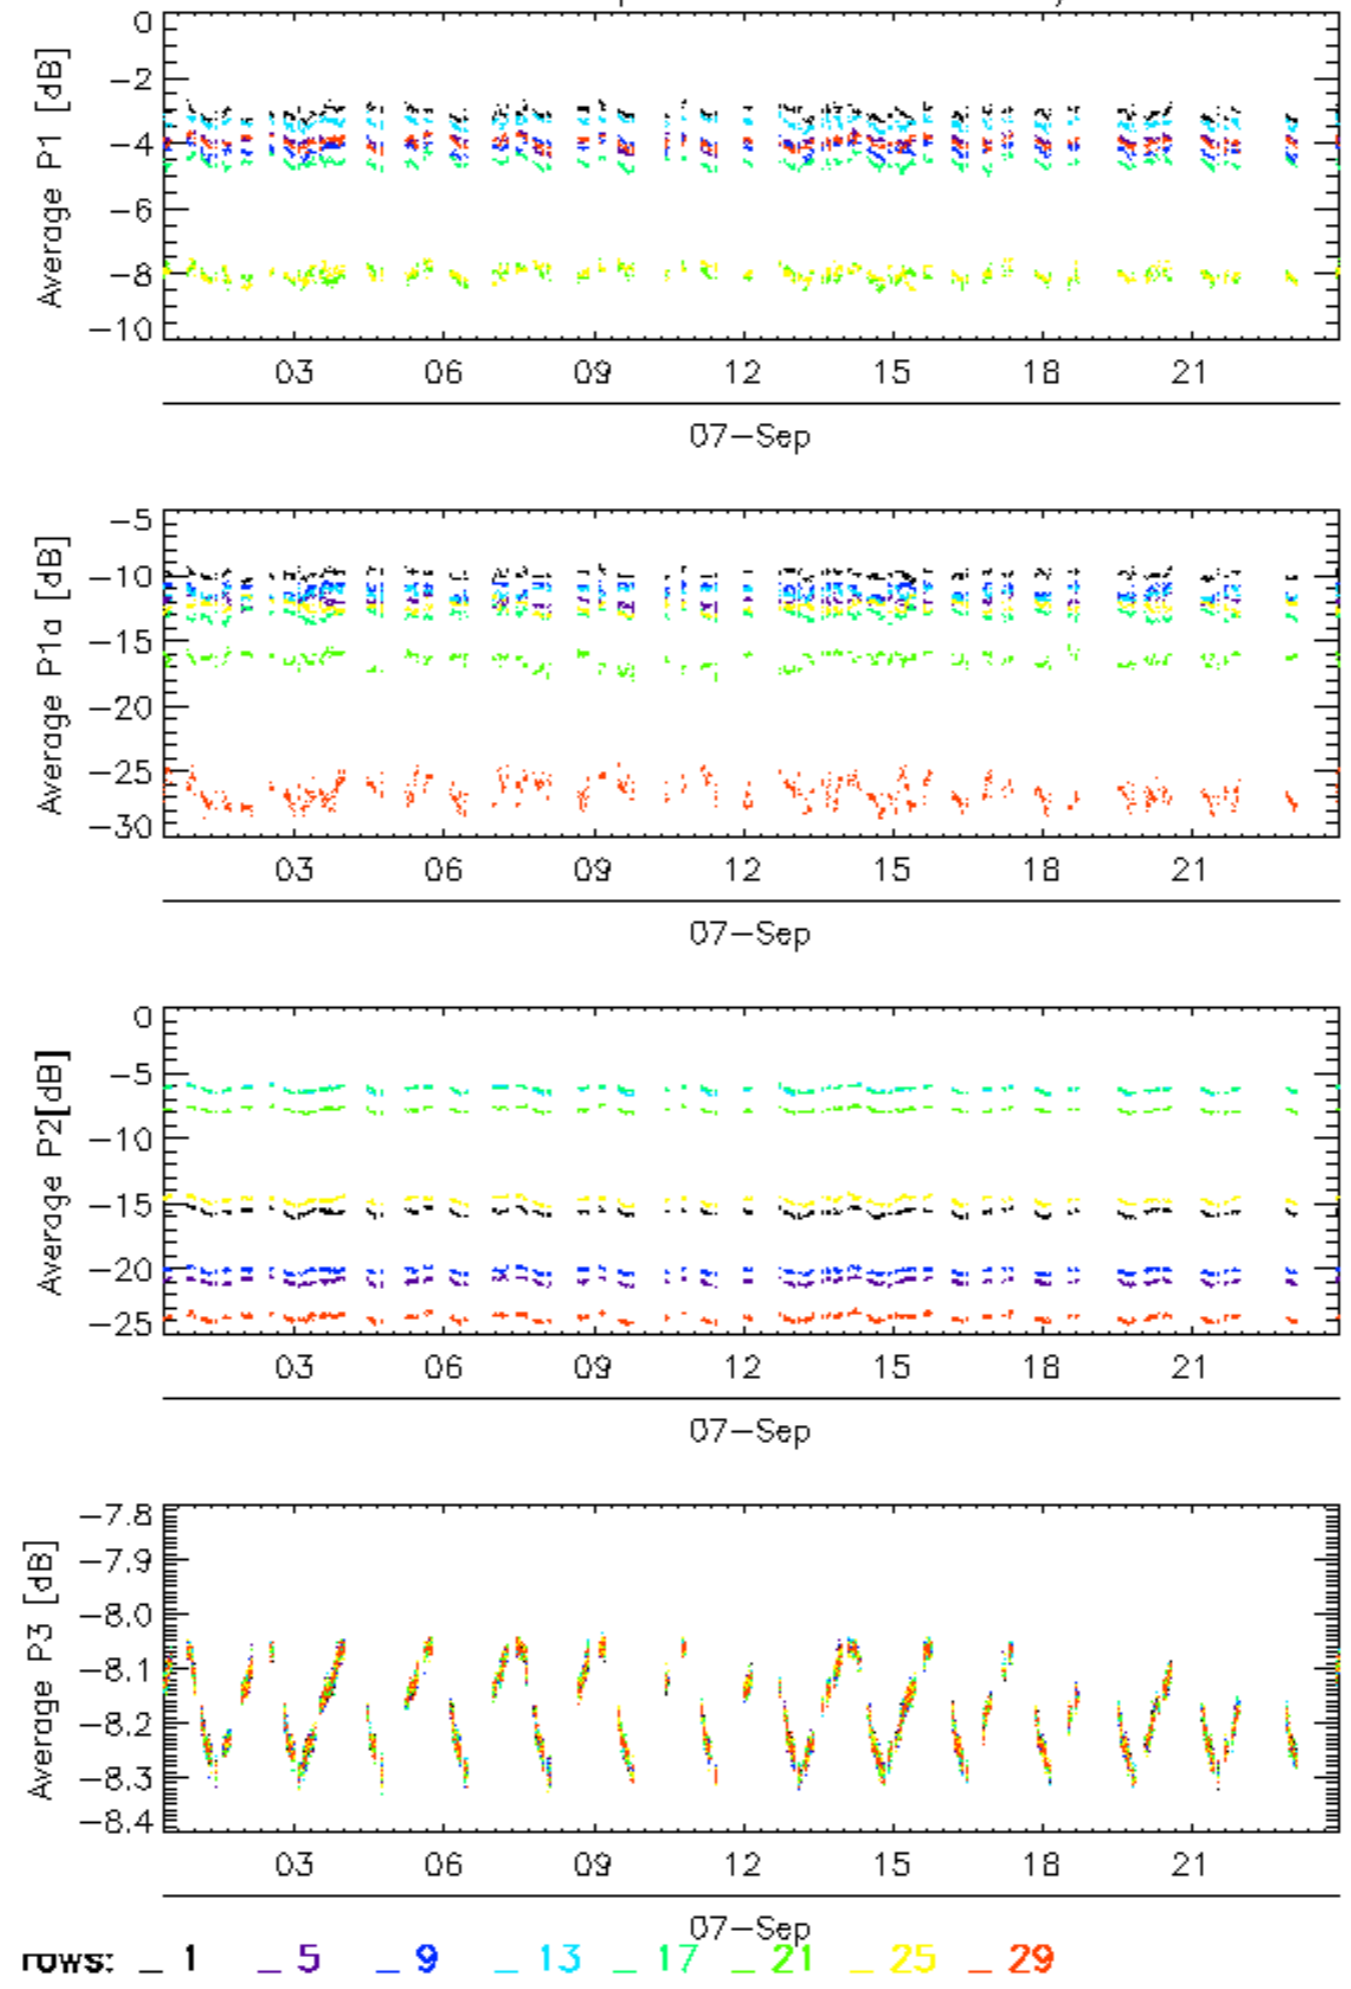 0
−2
−4
−6
−8
−10
Average P1 [dB]
03 06 09 12 15 18 21
07−Sep
−5
−10
−15
−20
−25
−30
Average P1a [dB]
03 06 09 12 15 18 21
07−Sep
0
−5
−10
−15
−20
−25
Average P2[dB]
03 06 09 12 15 18 21
07−Sep
−7.8
−7.9
−8.0
−8.1
−8.2
−8.3
−8.4
Average P3 [dB]
03 06 09 12 15 18 21
07−Sep
rows: _ 1 _ 5 _ 9 _ 13 _ 17 _ 21 _ 25 _ 29